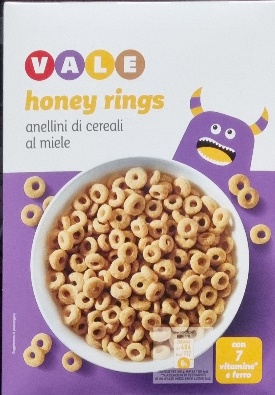 VALE
honey rings
anellini di cereali
al miele
con
7
vitamine
e ferro